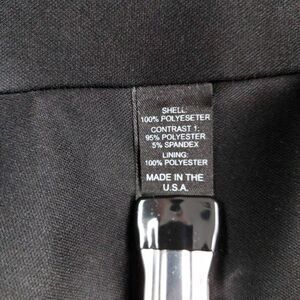 SHELL:
100% POLYESETER
CONTRAST 1:
95% POLYESTER
5% SPANDEX
LINING:
100% POLYESTER
MADE IN THE
U.S.A.